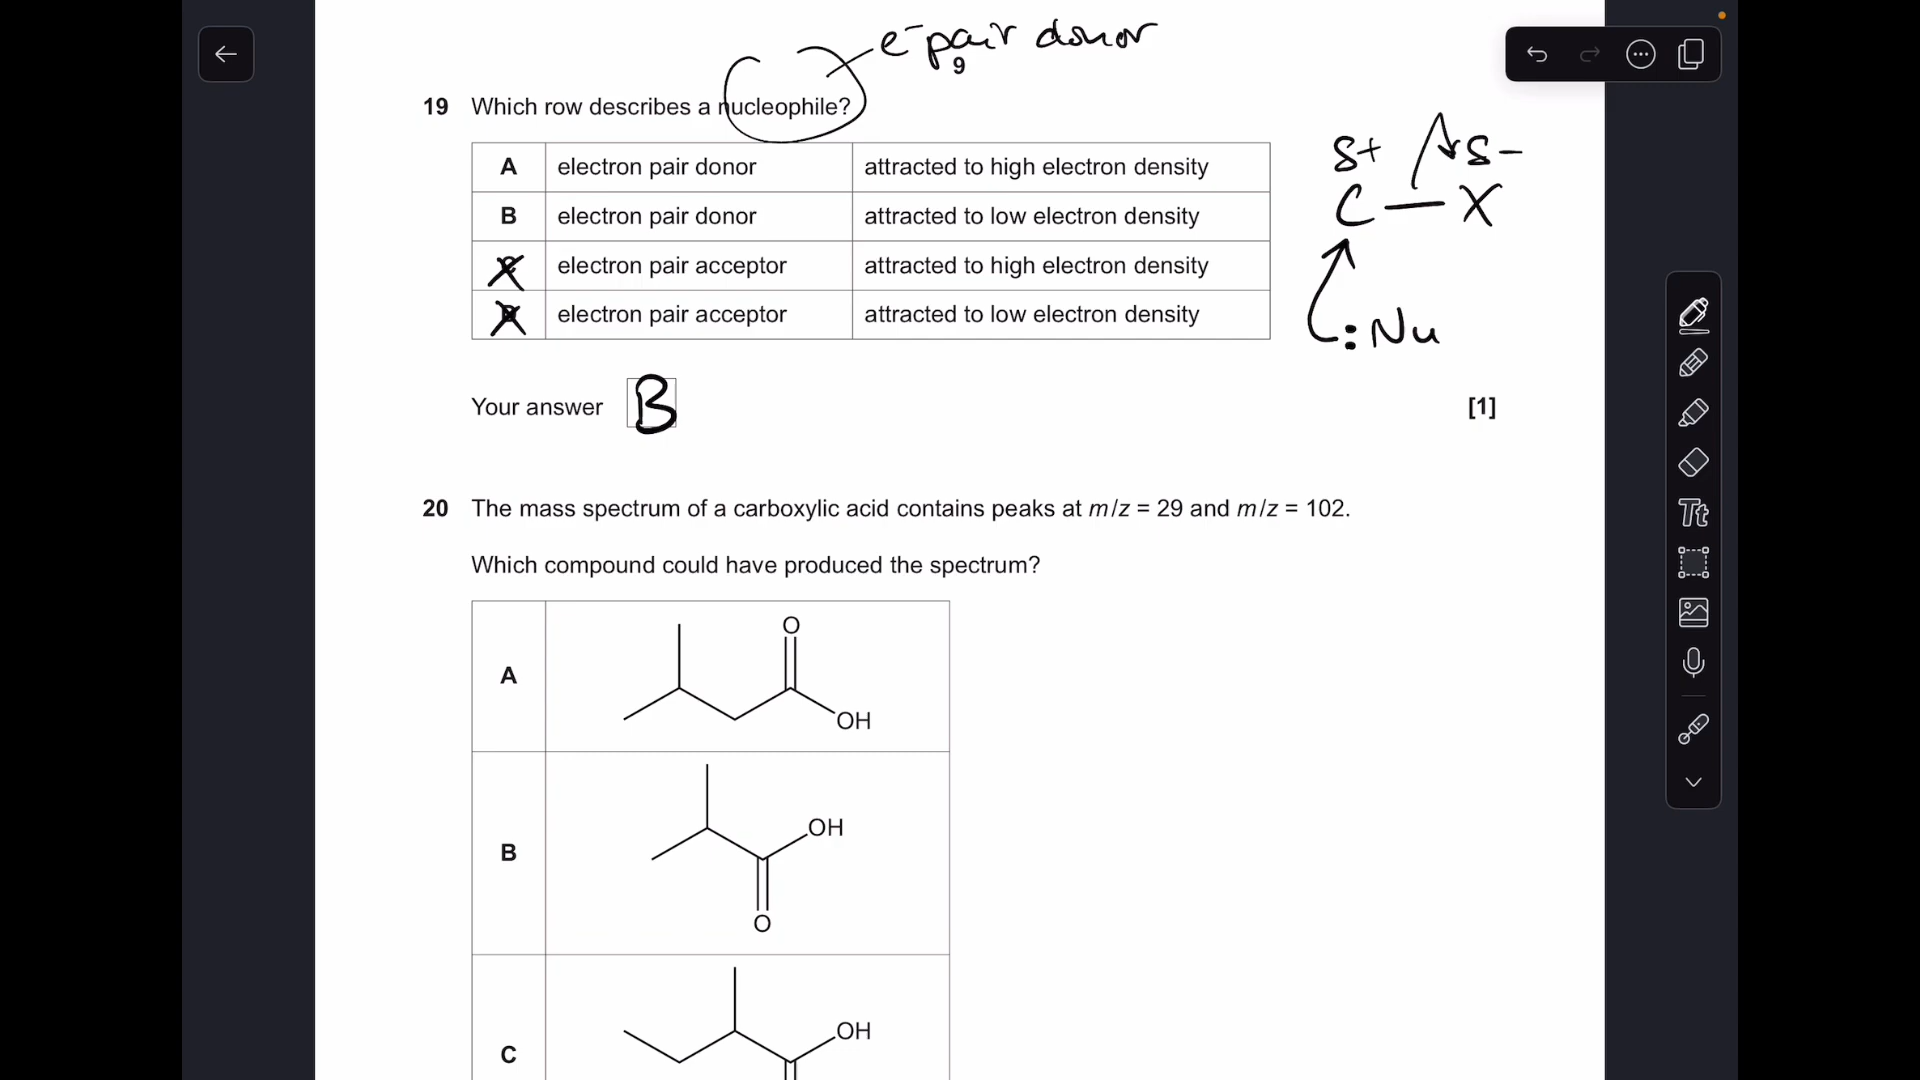 e⁻ pair donor
9
19 Which row describes a nucleophile?
A electron pair donor attracted to high electron density
B electron pair donor attracted to low electron density
C electron pair acceptor attracted to high electron density
D electron pair acceptor attracted to low electron density
δ+ δ−
C — X
:Nu
Your answer B [1]
20 The mass spectrum of a carboxylic acid contains peaks at m/z = 29 and m/z = 102.
Which compound could have produced the spectrum?
A
O
OH
B
OH
O
C
OH
Tt